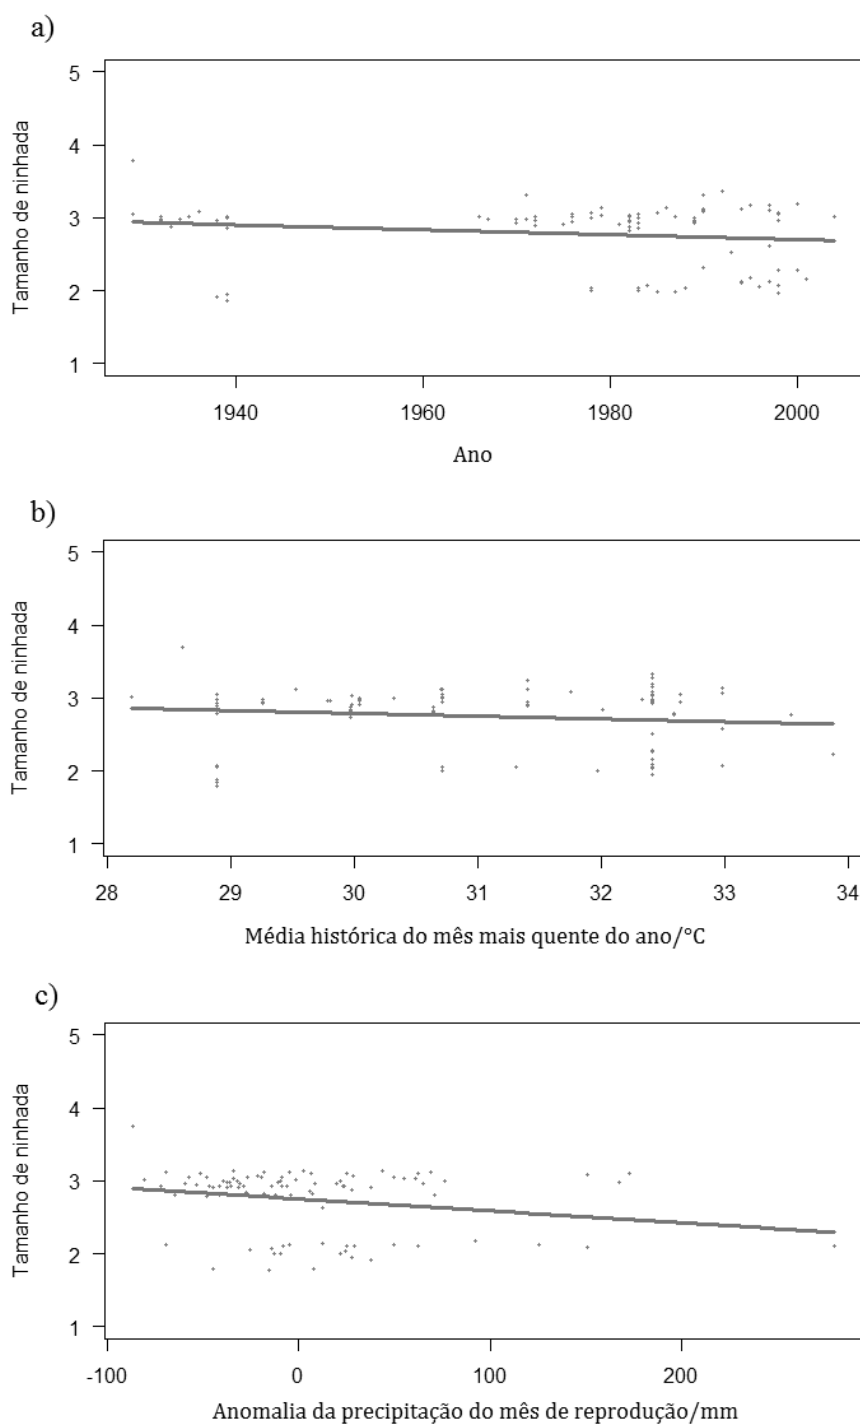 a)
5
4
3
2
1
Tamanho de ninhada
1940 1960 1980 2000
Ano
b)
5
4
3
2
1
Tamanho de ninhada
28 29 30 31 32 33 34
Média histórica do mês mais quente do ano/°C
c)
5
4
3
2
1
Tamanho de ninhada
-100 0 100 200
Anomalia da precipitação do mês de reprodução/mm